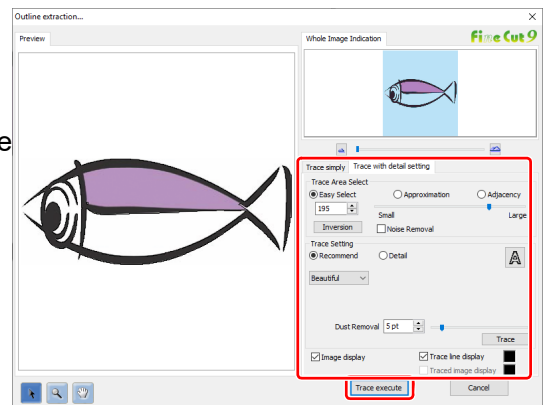 Outline extraction...
Preview
Whole Image Indication
Fine Cut 9
e
Trace simply Trace with detail setting
Trace Area Select
Easy Select Approximation Adjacency
195
Small Large
Inversion Noise Removal
Trace Setting
Recommend Detail
A
Beautiful
Dust Removal 5 pt
Trace
Image display Trace line display
Traced image display
Trace execute Cancel